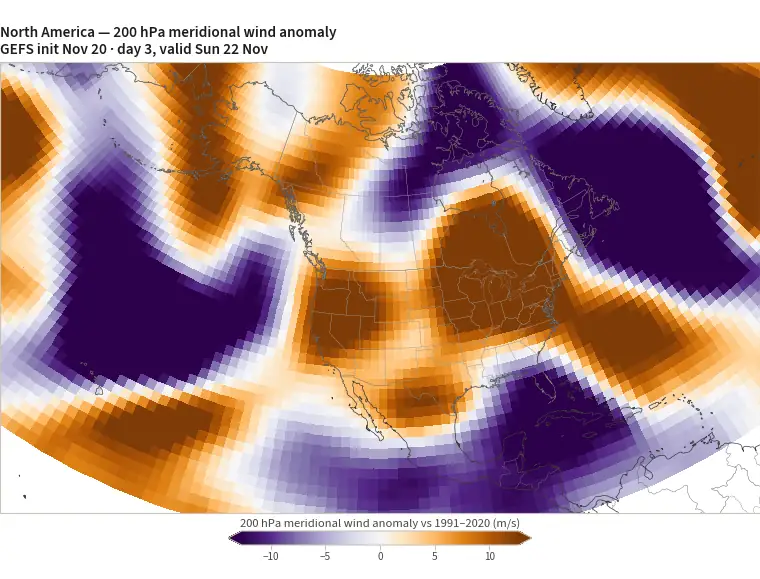 North America — 200 hPa meridional wind anomaly
GEFS init Nov 20 · day 3, valid Sun 22 Nov
200 hPa meridional wind anomaly vs 1991–2020 (m/s)
−10 −5 0 5 10